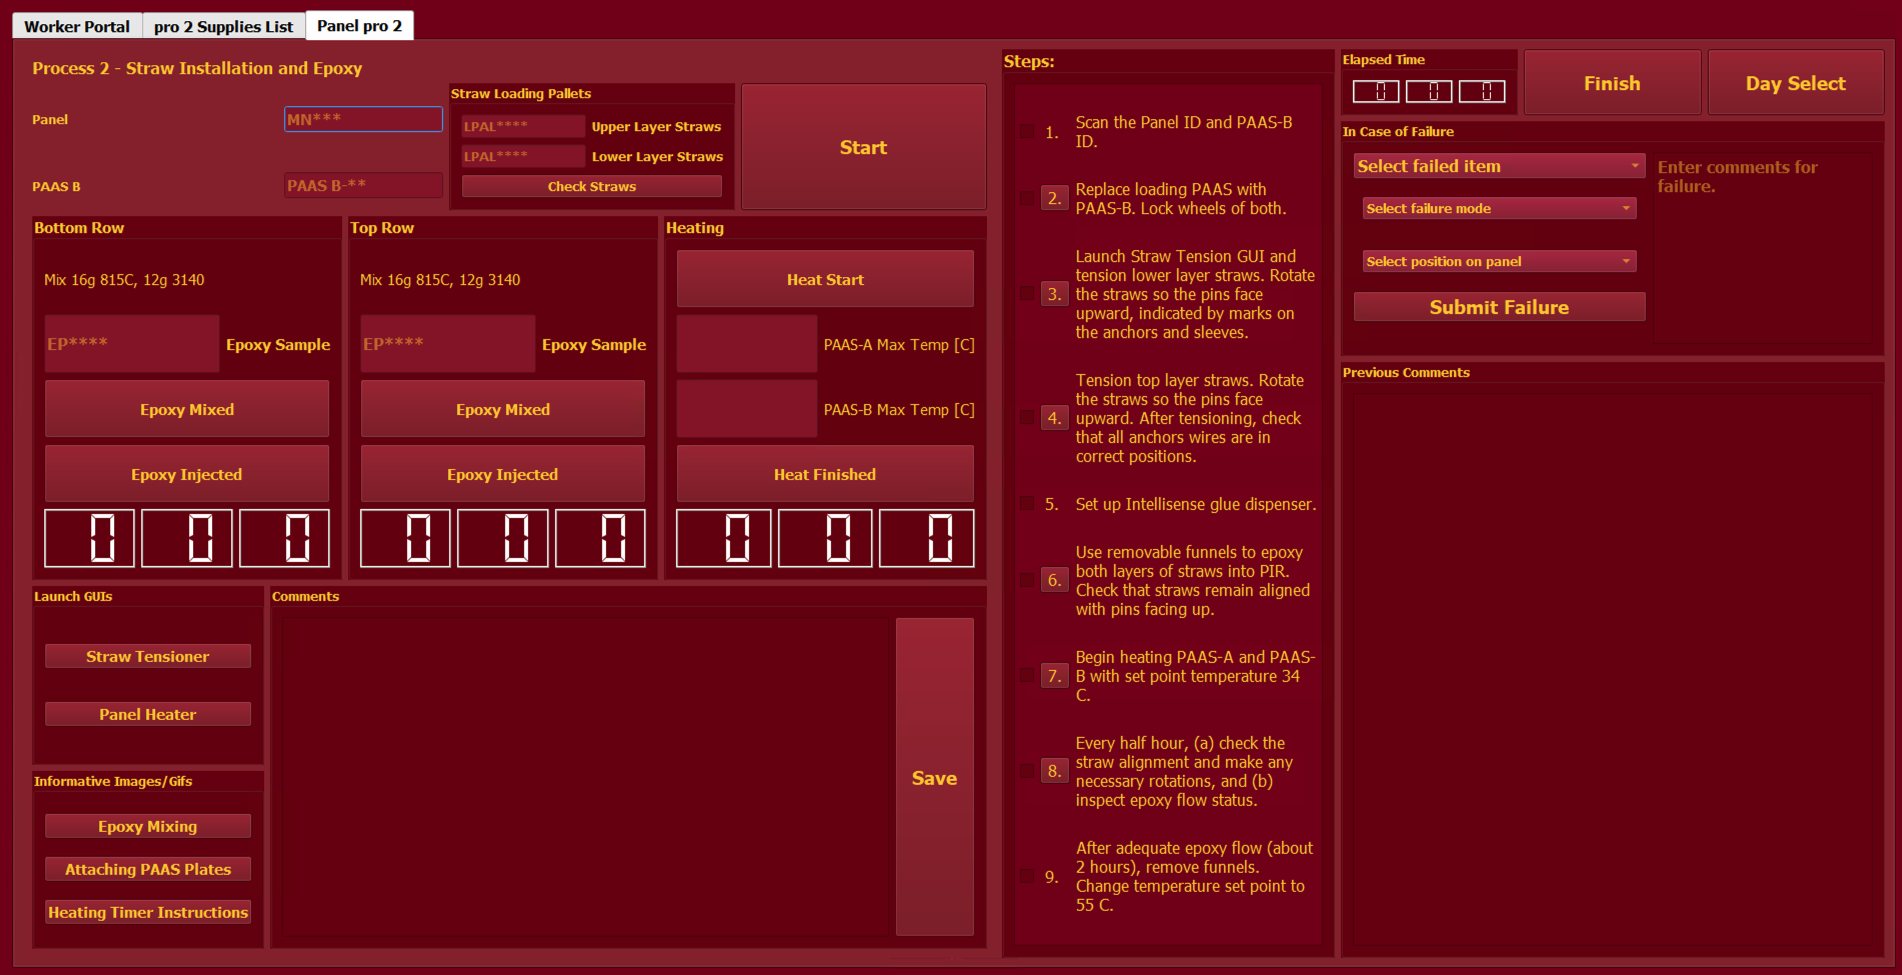 Worker Portal
pro 2 Supplies List
Panel pro 2
Process 2 - Straw Installation and Epoxy
Panel
MN***
PAAS B
PAAS B-**
Straw Loading Pallets
LPAL****
Upper Layer Straws
LPAL****
Lower Layer Straws
Check Straws
Start
Bottom Row
Mix 16g 815C, 12g 3140
EP****
Epoxy Sample
Epoxy Mixed
Epoxy Injected
0 0 0
Top Row
Mix 16g 815C, 12g 3140
EP****
Epoxy Sample
Epoxy Mixed
Epoxy Injected
0 0 0
Heating
Heat Start
PAAS-A Max Temp [C]
PAAS-B Max Temp [C]
Heat Finished
0 0 0
Launch GUIs
Straw Tensioner
Panel Heater
Informative Images/Gifs
Epoxy Mixing
Attaching PAAS Plates
Heating Timer Instructions
Comments
Save
Steps:
1. Scan the Panel ID and PAAS-B
ID.
2. Replace loading PAAS with
PAAS-B. Lock wheels of both.
3. Launch Straw Tension GUI and
tension lower layer straws. Rotate
the straws so the pins face
upward, indicated by marks on
the anchors and sleeves.
4. Tension top layer straws. Rotate
the straws so the pins face
upward. After tensioning, check
that all anchors wires are in
correct positions.
5. Set up Intellisense glue dispenser.
6. Use removable funnels to epoxy
both layers of straws into PIR.
Check that straws remain aligned
with pins facing up.
7. Begin heating PAAS-A and PAAS-
B with set point temperature 34
C.
8. Every half hour, (a) check the
straw alignment and make any
necessary rotations, and (b)
inspect epoxy flow status.
9. After adequate epoxy flow (about
2 hours), remove funnels.
Change temperature set point to
55 C.
Elapsed Time
0 0 0
Finish
Day Select
In Case of Failure
Select failed item
Select failure mode
Select position on panel
Submit Failure
Enter comments for
failure.
Previous Comments